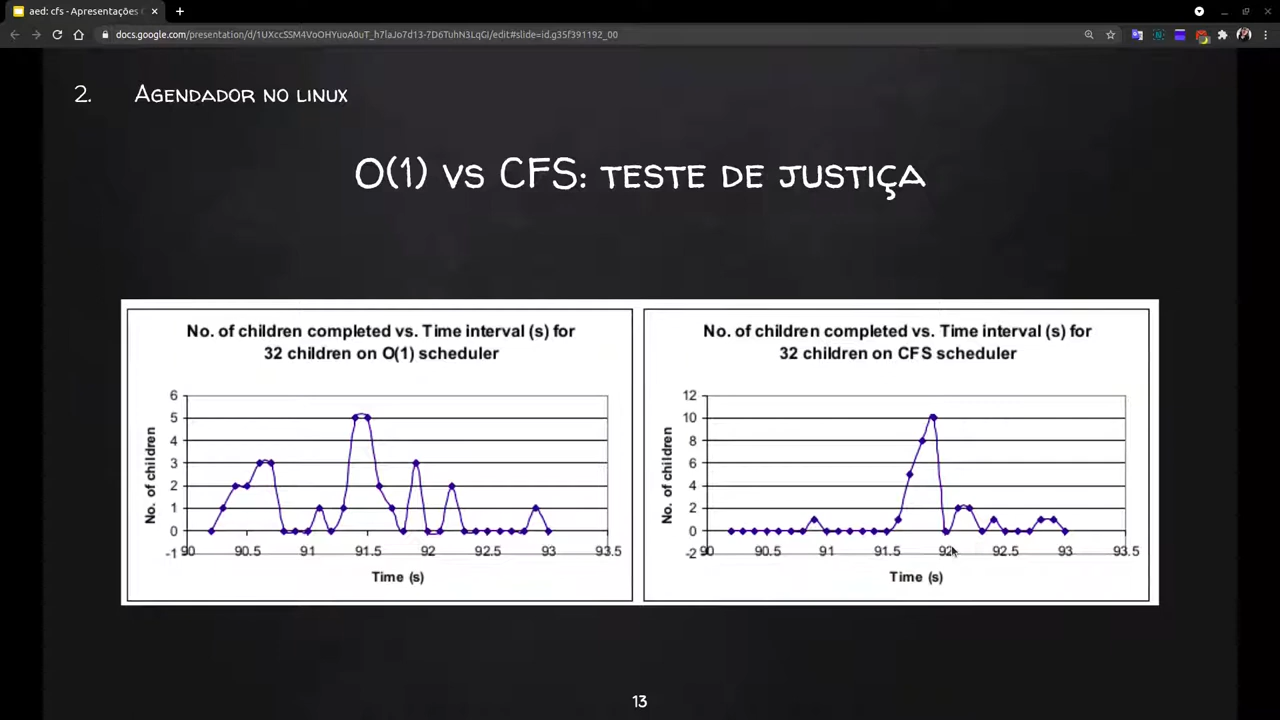 aed: cfs - Apresentações
docs.google.com/presentation/d/1UXccSSM4VoOHYuoA0uT_h7laJo7d13-7D6TuhN3LqGI/edit#slide=id.g35f391192_00
2. Agendador no linux
O(1) vs CFS: teste de justiça
No. of children completed vs. Time interval (s) for
32 children on O(1) scheduler
6
5
4
3
2
1
0
-1
No. of children
90 90.5 91 91.5 92 92.5 93 93.5
Time (s)
No. of children completed vs. Time interval (s) for
32 children on CFS scheduler
12
10
8
6
4
2
0
-2
No. of children
90 90.5 91 91.5 92 92.5 93 93.5
Time (s)
13